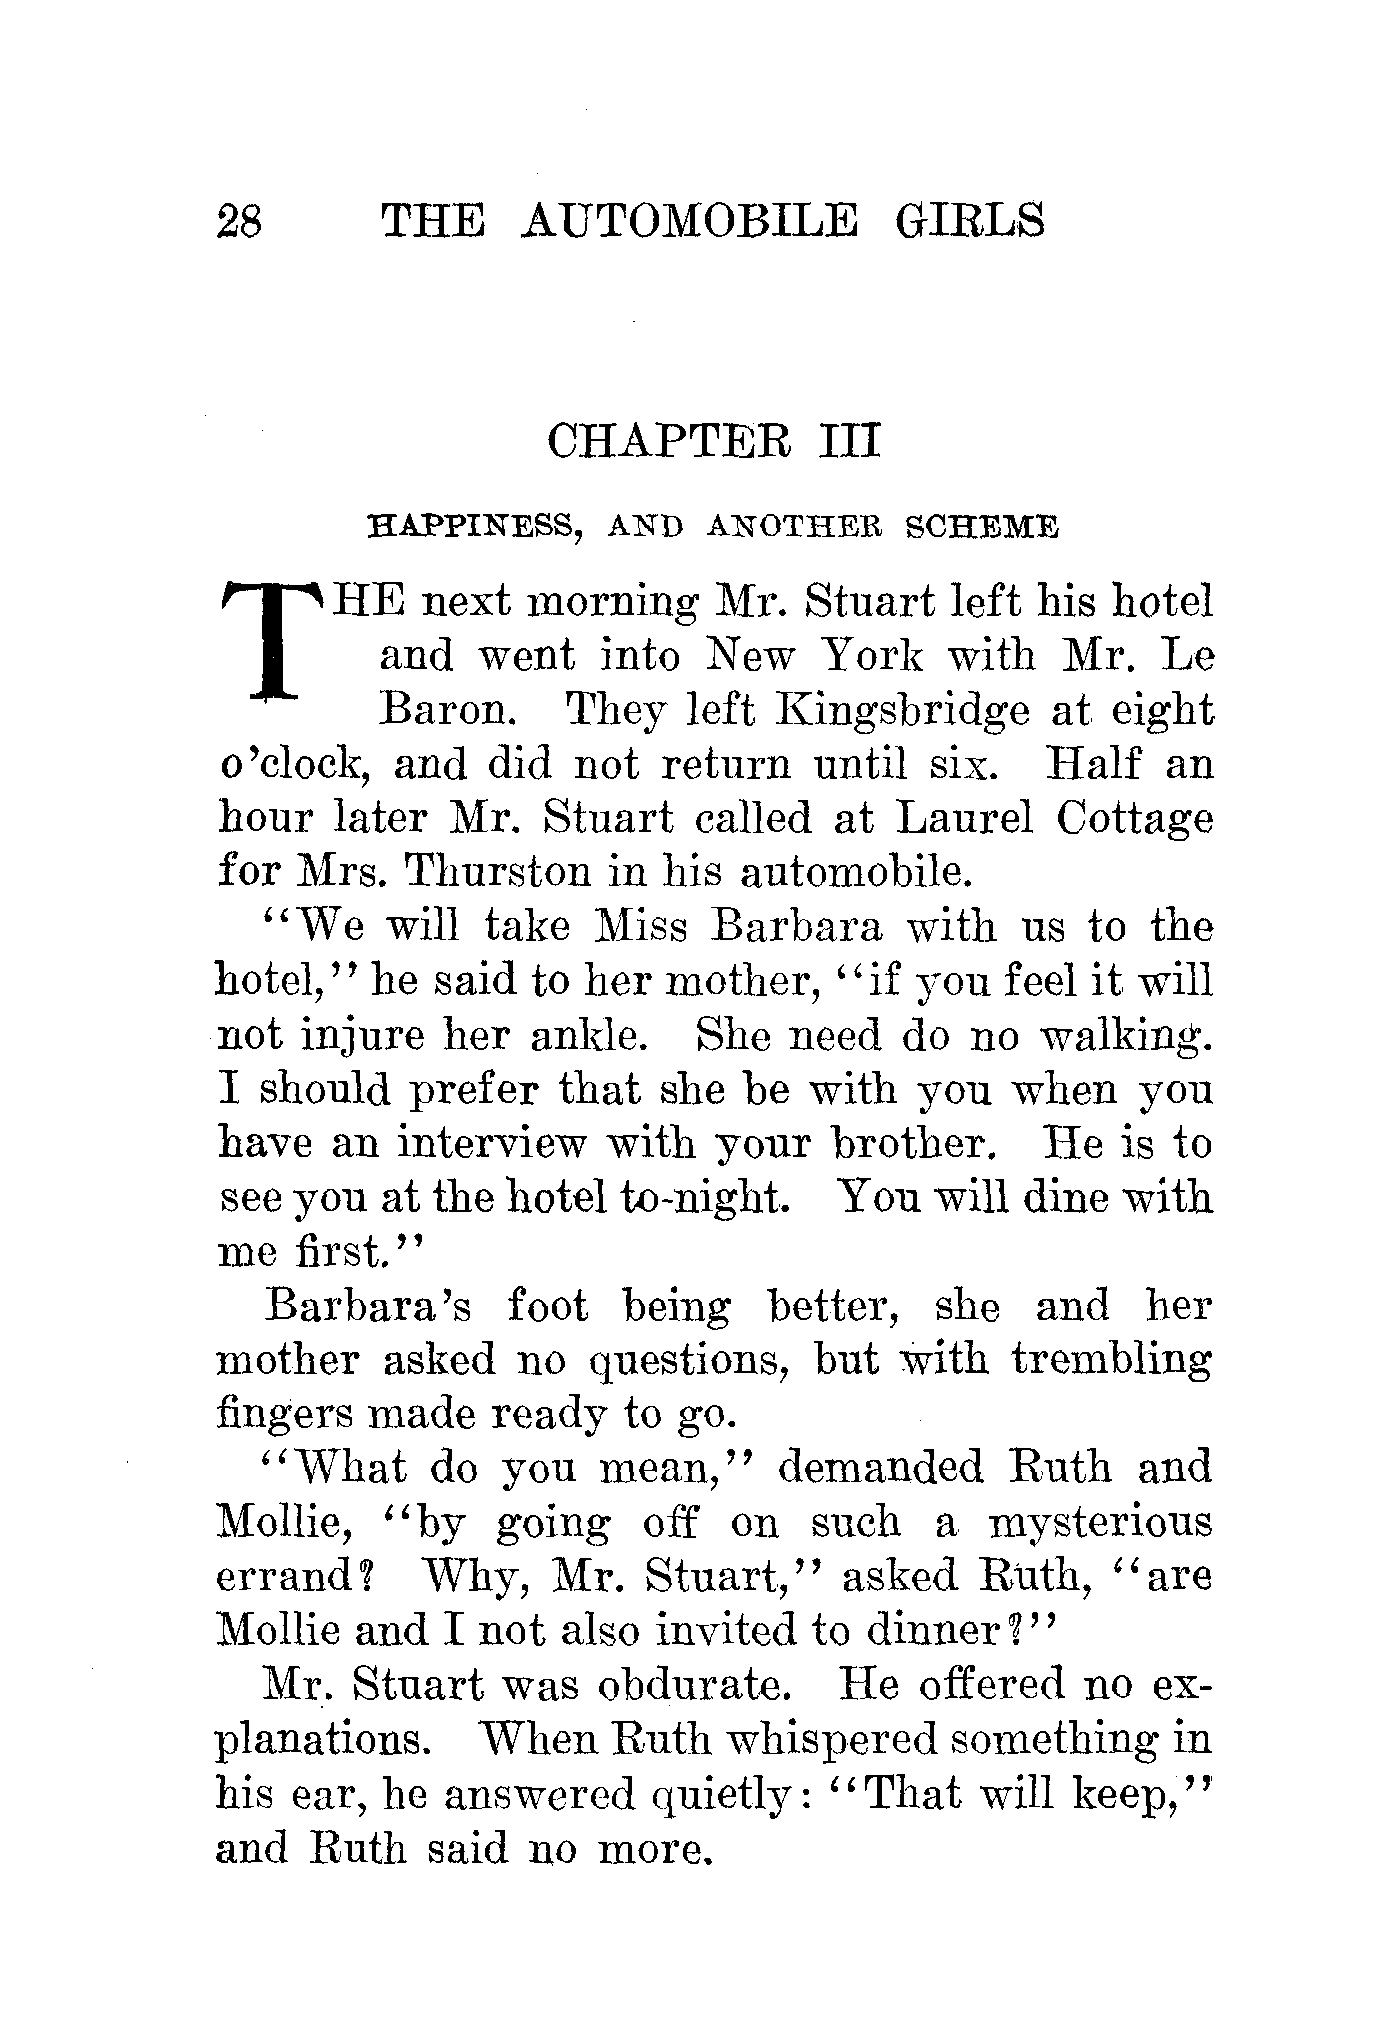 28 THE AUTOMOBILE GIRLS
CHAPTER III
HAPPINESS, AND ANOTHER SCHEME
THE next morning Mr. Stuart left his hotel
and went into New York with Mr. Le
Baron. They left Kingsbridge at eight
o'clock, and did not return until six. Half an
hour later Mr. Stuart called at Laurel Cottage
for Mrs. Thurston in his automobile.
"We will take Miss Barbara with us to the
hotel," he said to her mother, "if you feel it will
not injure her ankle. She need do no walking.
I should prefer that she be with you when you
have an interview with your brother. He is to
see you at the hotel to-night. You will dine with
me first."
Barbara's foot being better, she and her
mother asked no questions, but with trembling
fingers made ready to go.
"What do you mean," demanded Ruth and
Mollie, "by going off on such a mysterious
errand? Why, Mr. Stuart," asked Ruth, "are
Mollie and I not also invited to dinner?"
Mr. Stuart was obdurate. He offered no ex-
planations. When Ruth whispered something in
his ear, he answered quietly: "That will keep,"
and Ruth said no more.